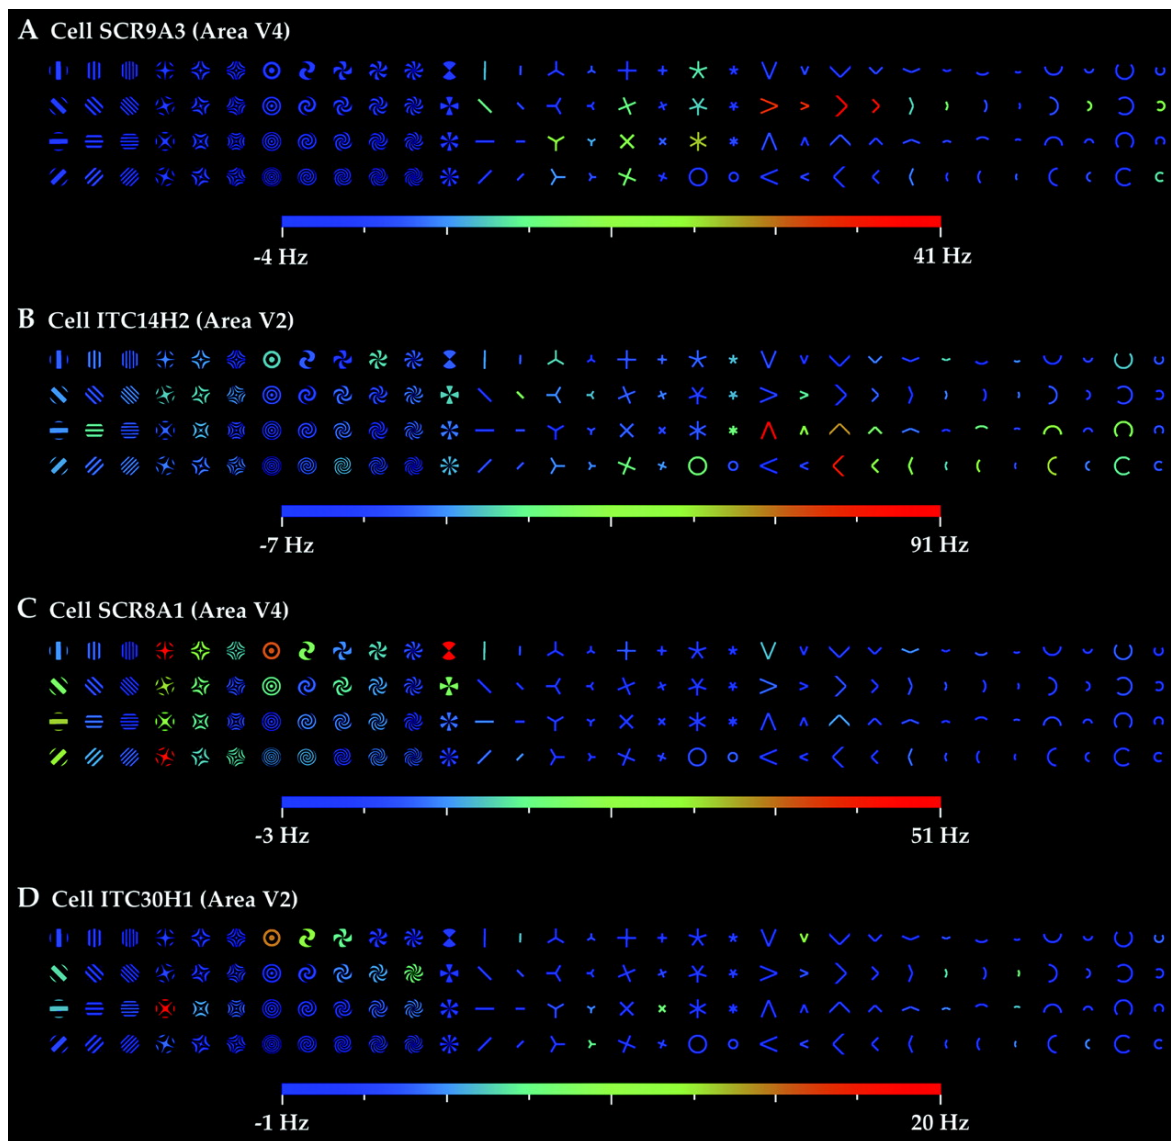 A Cell SCR9A3 (Area V4)
-4 Hz 41 Hz
B Cell ITC14H2 (Area V2)
-7 Hz 91 Hz
C Cell SCR8A1 (Area V4)
-3 Hz 51 Hz
D Cell ITC30H1 (Area V2)
-1 Hz 20 Hz